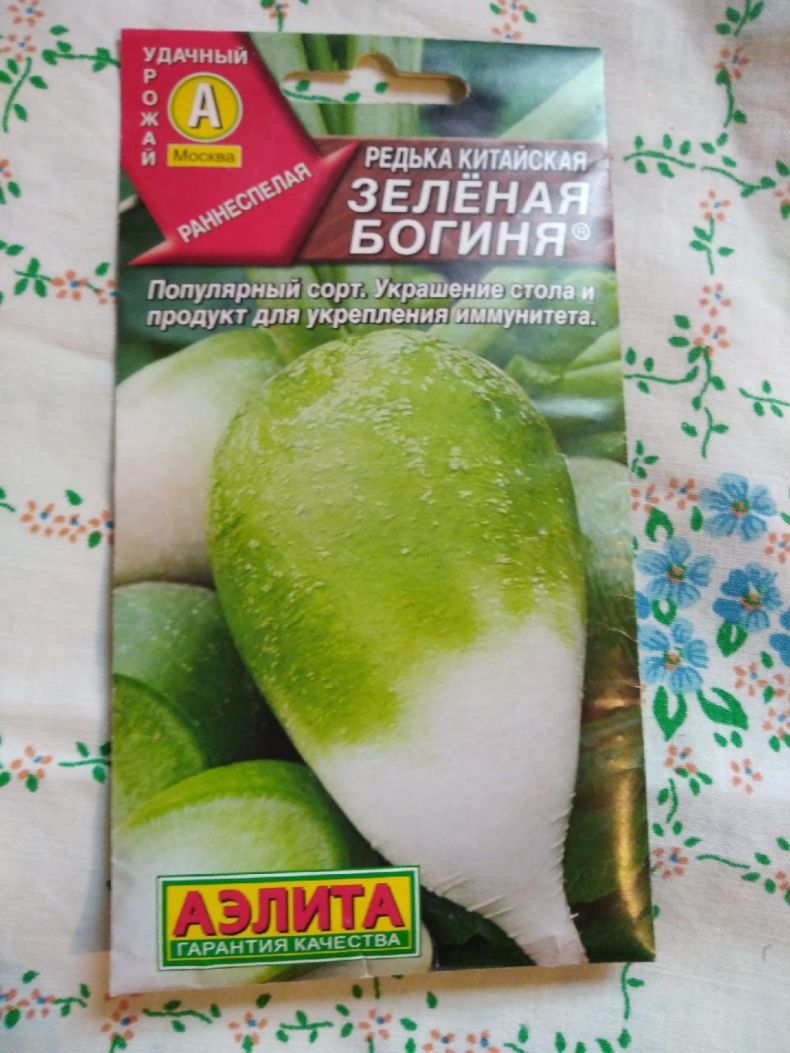 УДАЧНЫЙ
УРОЖАЙ
А
Москва
РАННЕСПЕЛАЯ
РЕДЬКА КИТАЙСКАЯ
ЗЕЛЁНАЯ
БОГИНЯ®
Популярный сорт. Украшение стола и
продукт для укрепления иммунитета.
АЭЛИТА
ГАРАНТИЯ КАЧЕСТВА